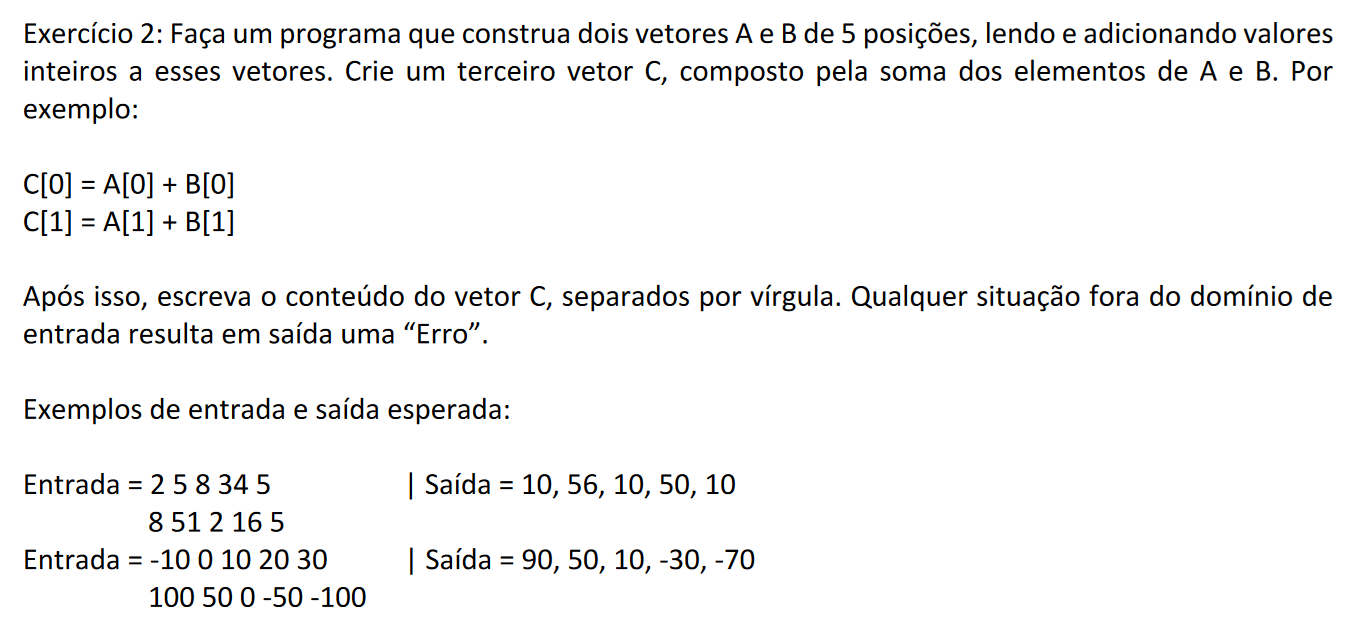 Exercício 2: Faça um programa que construa dois vetores A e B de 5 posições, lendo e adicionando valores
inteiros a esses vetores. Crie um terceiro vetor C, composto pela soma dos elementos de A e B. Por
exemplo:
C[0] = A[0] + B[0]
C[1] = A[1] + B[1]
Após isso, escreva o conteúdo do vetor C, separados por vírgula. Qualquer situação fora do domínio de
entrada resulta em saída uma “Erro”.
Exemplos de entrada e saída esperada:
Entrada = 2 5 8 34 5 | Saída = 10, 56, 10, 50, 10
8 51 2 16 5
Entrada = -10 0 10 20 30 | Saída = 90, 50, 10, -30, -70
100 50 0 -50 -100